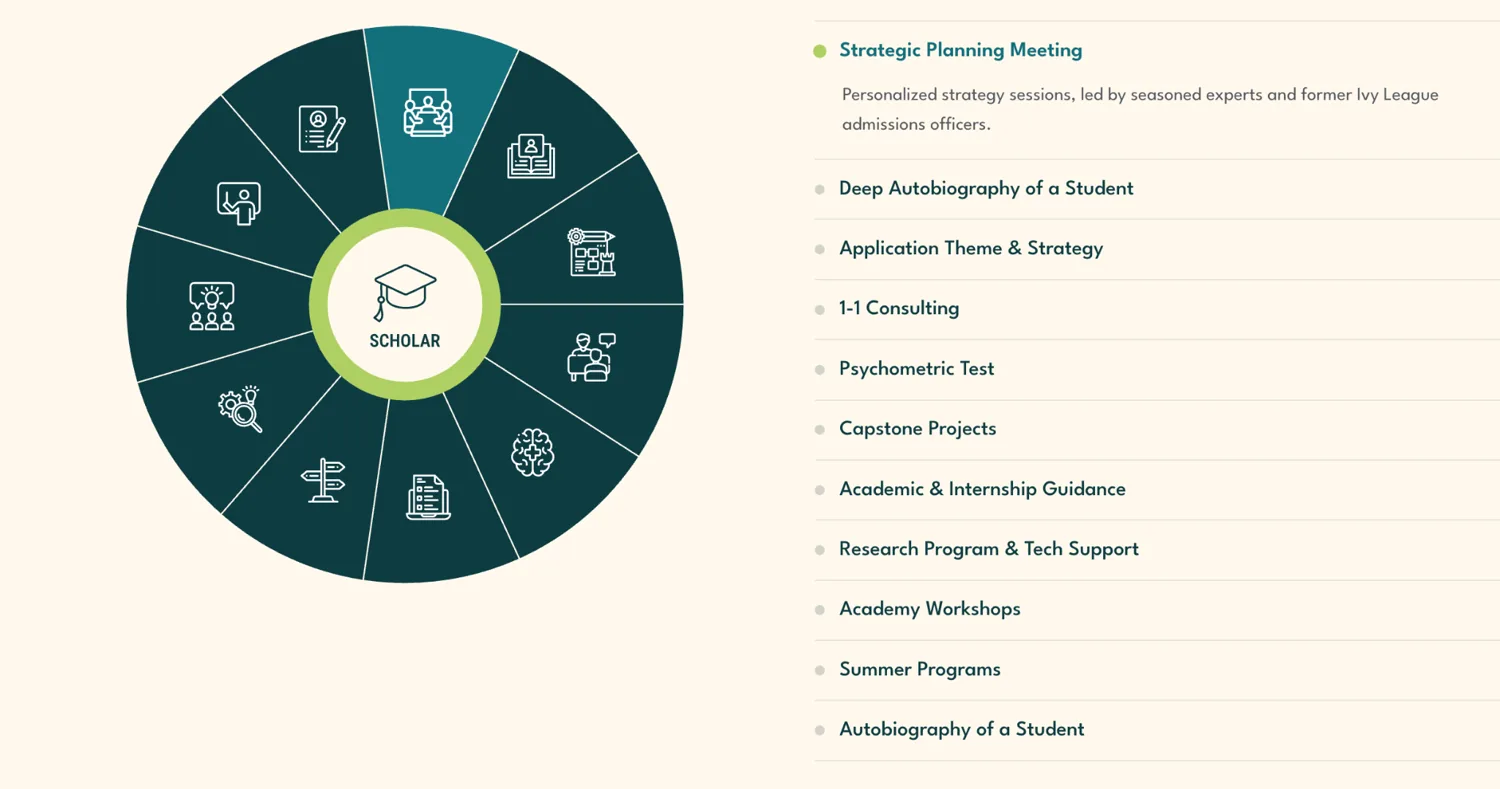 SCHOLAR
Strategic Planning Meeting
Personalized strategy sessions, led by seasoned experts and former Ivy League
admissions officers.
Deep Autobiography of a Student
Application Theme & Strategy
1-1 Consulting
Psychometric Test
Capstone Projects
Academic & Internship Guidance
Research Program & Tech Support
Academy Workshops
Summer Programs
Autobiography of a Student